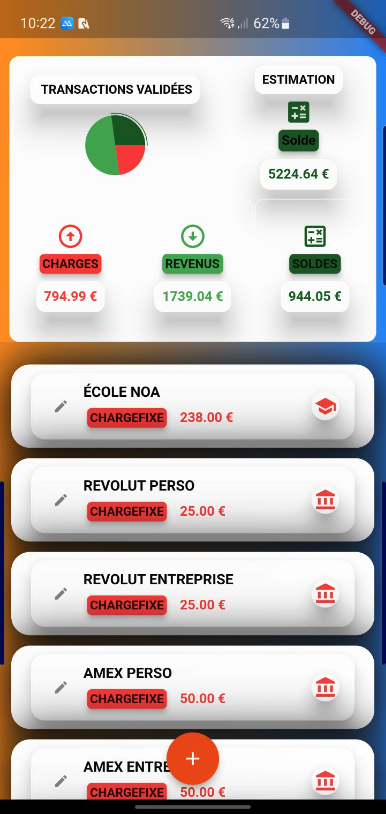 10:22
62%
DEBUG
TRANSACTIONS VALIDÉES
ESTIMATION
Solde
5224.64 €
CHARGES
REVENUS
SOLDES
794.99 €
1739.04 €
944.05 €
ÉCOLE NOA
CHARGEFIXE 238.00 €
REVOLUT PERSO
CHARGEFIXE 25.00 €
REVOLUT ENTREPRISE
CHARGEFIXE 25.00 €
AMEX PERSO
CHARGEFIXE 50.00 €
AMEX ENTRE
CHARGEFIXE 50.00 €